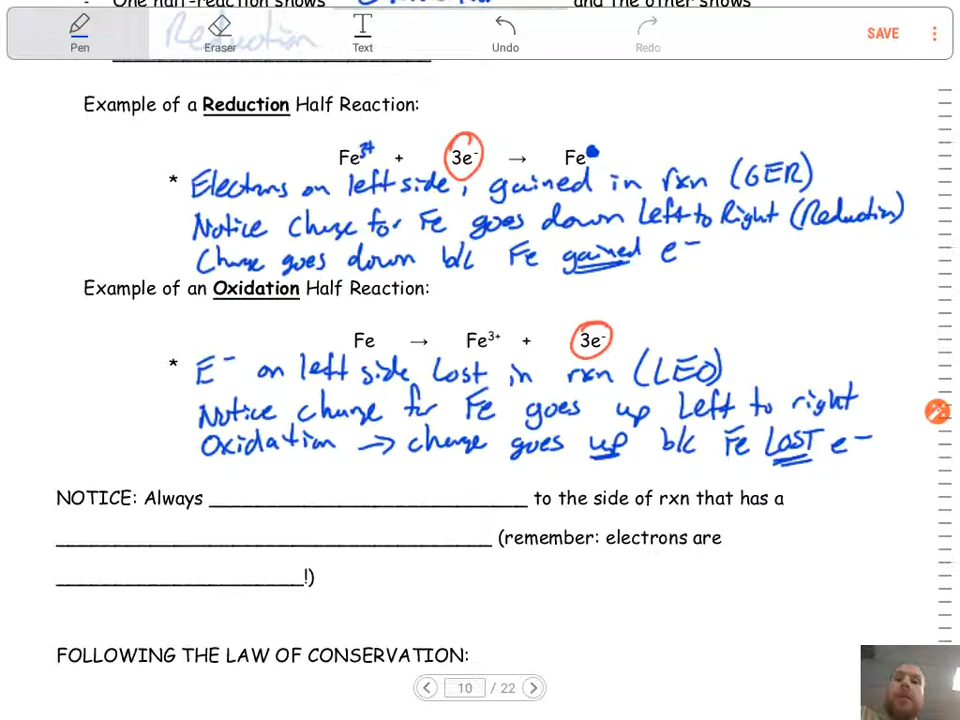 - One half-reaction shows and the other shows
Reduction
Pen Eraser Text Undo Redo SAVE
Example of a Reduction Half Reaction:
Fe3+ + 3e- → Fe
* Electrons on left side, gained in rxn (GER)
Notice charge for Fe goes down Left to Right (Reduction)
Charge goes down b/c Fe gained e-
Example of an Oxidation Half Reaction:
Fe → Fe3+ + 3e-
* E- on left side Lost in rxn (LEO)
Notice charge for Fe goes up Left to right
Oxidation → charge goes up b/c Fe LOST e-
NOTICE: Always ____________________________ to the side of rxn that has a
______________________________________ (remember: electrons are
______________________!)
FOLLOWING THE LAW OF CONSERVATION:
10 / 22